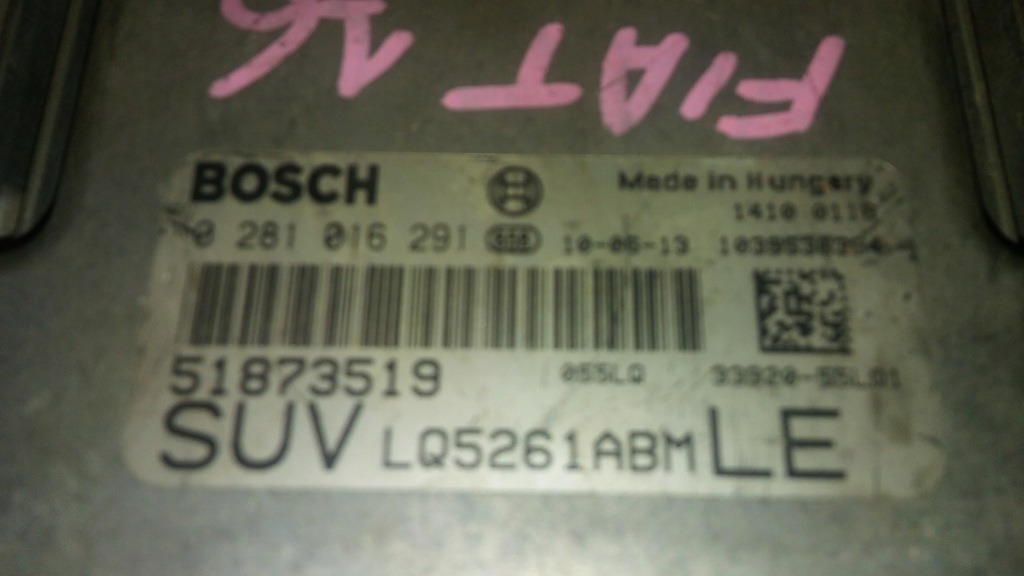 FIAT 16
BOSCH Made in Hungary
1410 0118
0 281 016 291 10-06-13
51873519 055LQ 33920-55LQ1
SUV LQ5261ABM LE